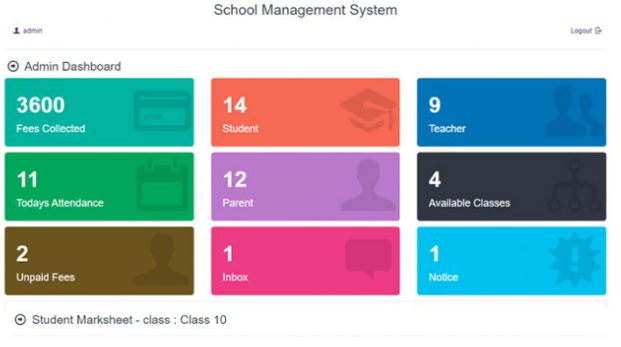 School Management System
admin
Logout
Admin Dashboard
3600
Fees Collected
14
Student
9
Teacher
11
Todays Attendance
12
Parent
4
Available Classes
2
Unpaid Fees
1
Inbox
1
Notice
Student Marksheet - class : Class 10